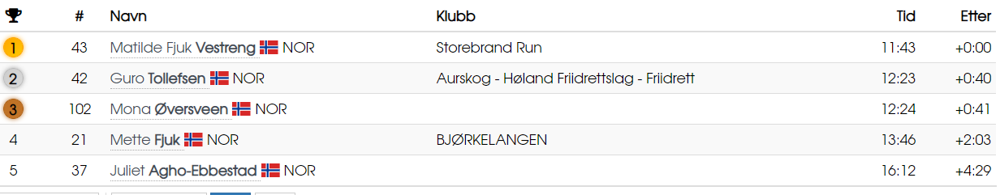 # Navn Klubb Tid Etter
1 43 Matilde Fjuk Vestreng NOR Storebrand Run 11:43 +0:00
2 42 Guro Tollefsen NOR Aurskog - Høland Friidrettslag - Friidrett 12:23 +0:40
3 102 Mona Øversveen NOR 12:24 +0:41
4 21 Mette Fjuk NOR BJØRKELANGEN 13:46 +2:03
5 37 Juliet Agho-Ebbestad NOR 16:12 +4:29